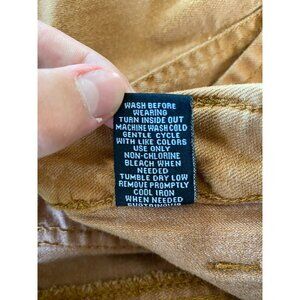 WASH BEFORE
WEARING
TURN INSIDE OUT
MACHINE WASH COLD
GENTLE CYCLE
WITH LIKE COLORS
USE ONLY
NON-CHLORINE
BLEACH WHEN
NEEDED
TUMBLE DRY LOW
REMOVE PROMPTLY
COOL IRON
WHEN NEEDED